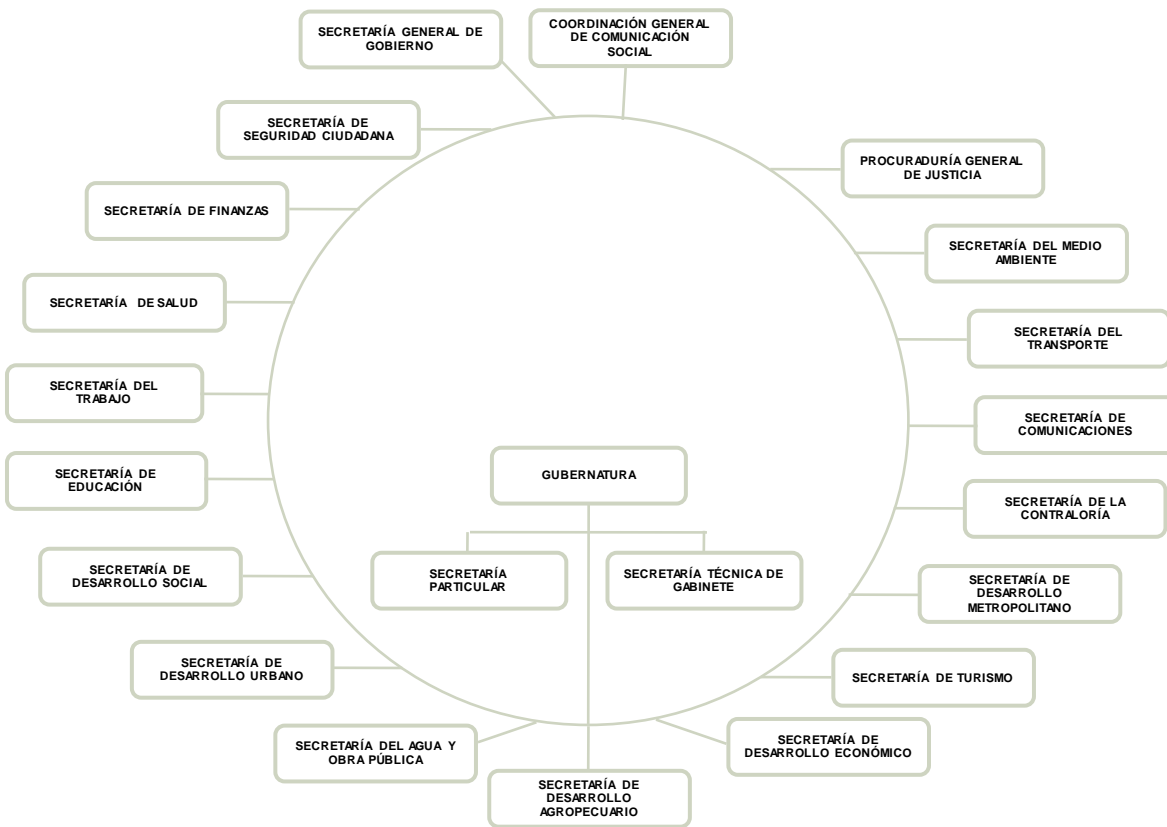 SECRETARÍA GENERAL DE
GOBIERNO
COORDINACIÓN GENERAL
DE COMUNICACIÓN
SOCIAL
SECRETARÍA DE
SEGURIDAD CIUDADANA
PROCURADURÍA GENERAL
DE JUSTICIA
SECRETARÍA DE FINANZAS
SECRETARÍA DEL MEDIO
AMBIENTE
SECRETARÍA DE SALUD
SECRETARÍA DEL
TRANSPORTE
SECRETARÍA DEL
TRABAJO
SECRETARÍA DE
COMUNICACIONES
SECRETARÍA DE
EDUCACIÓN
GUBERNATURA
SECRETARÍA DE LA
CONTRALORÍA
SECRETARÍA DE
DESARROLLO SOCIAL
SECRETARÍA
PARTICULAR
SECRETARÍA TÉCNICA DE
GABINETE
SECRETARÍA DE
DESARROLLO
METROPOLITANO
SECRETARÍA DE
DESARROLLO URBANO
SECRETARÍA DE TURISMO
SECRETARÍA DEL AGUA Y
OBRA PÚBLICA
SECRETARÍA DE
DESARROLLO ECONÓMICO
SECRETARÍA DE
DESARROLLO
AGROPECUARIO